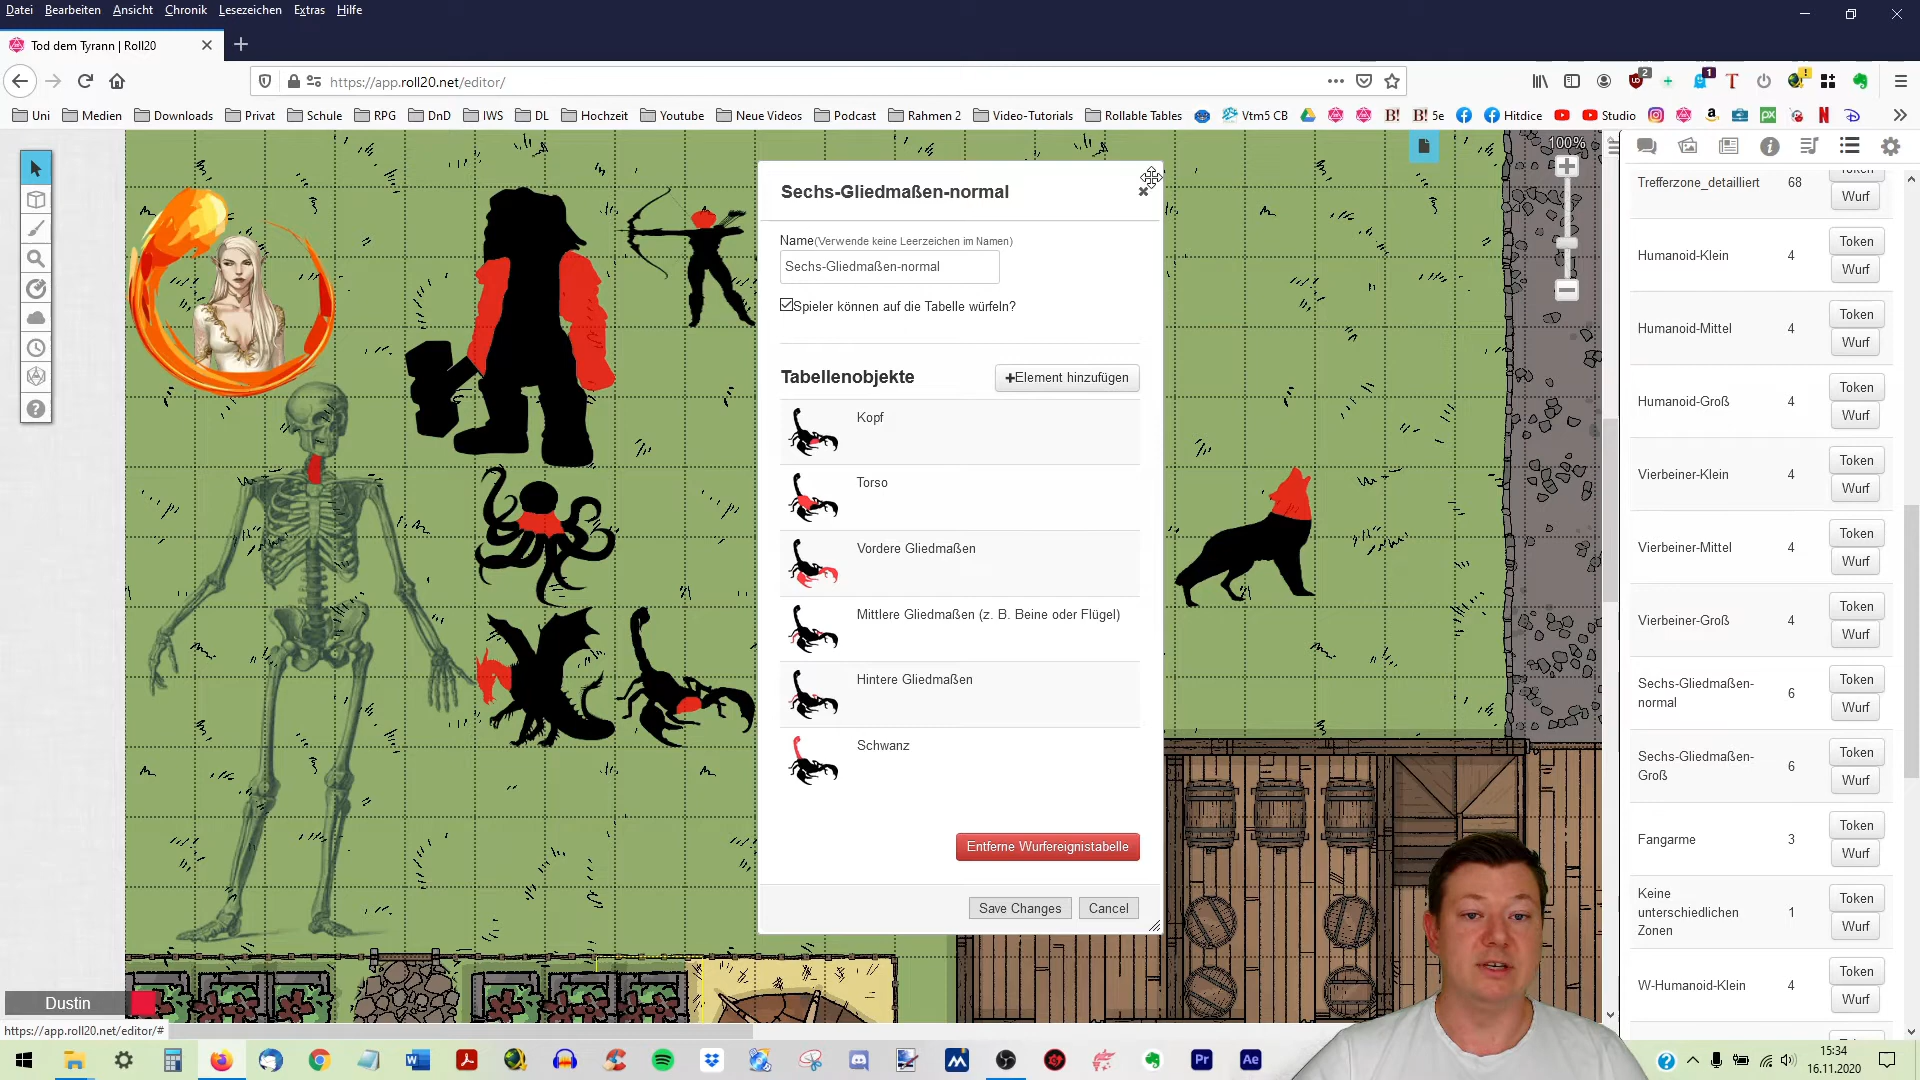 Datei Bearbeiten Ansicht Chronik Lesezeichen Extras Hilfe
Tod dem Tyrann | Roll20
https://app.roll20.net/editor/
2
1
!
Uni Medien Downloads Privat Schule RPG DnD IWS DL Hochzeit Youtube Neue Videos Podcast Rahmen 2 Video-Tutorials Rollable Tables Vtm5 CB B! B! 5e Hitdice Studio
100%
Sechs-Gliedmaßen-normal
Name(Verwende keine Leerzeichen im Namen)
Sechs-Gliedmaßen-normal
Spieler können auf die Tabelle würfeln?
Tabellenobjekte
Element hinzufügen
Kopf
Torso
Vordere Gliedmaßen
Mittlere Gliedmaßen (z. B. Beine oder Flügel)
Hintere Gliedmaßen
Schwanz
Entferne Wurfereignistabelle
Save Changes
Cancel
Token
Trefferzone_detailliert 68
Wurf
Token
Humanoid-Klein 4
Wurf
Token
Humanoid-Mittel 4
Wurf
Token
Humanoid-Groß 4
Wurf
Token
Vierbeiner-Klein 4
Wurf
Token
Vierbeiner-Mittel 4
Wurf
Token
Vierbeiner-Groß 4
Wurf
Token
Sechs-Gliedmaßen-
normal 6
Wurf
Token
Sechs-Gliedmaßen-
Groß 6
Wurf
Token
Fangarme 3
Wurf
Token
Keine
unterschiedlichen 1
Zonen
Wurf
Token
W-Humanoid-Klein 4
Wurf
Dustin
https://app.roll20.net/editor/#
Pr
Ae
15:34
16.11.2020